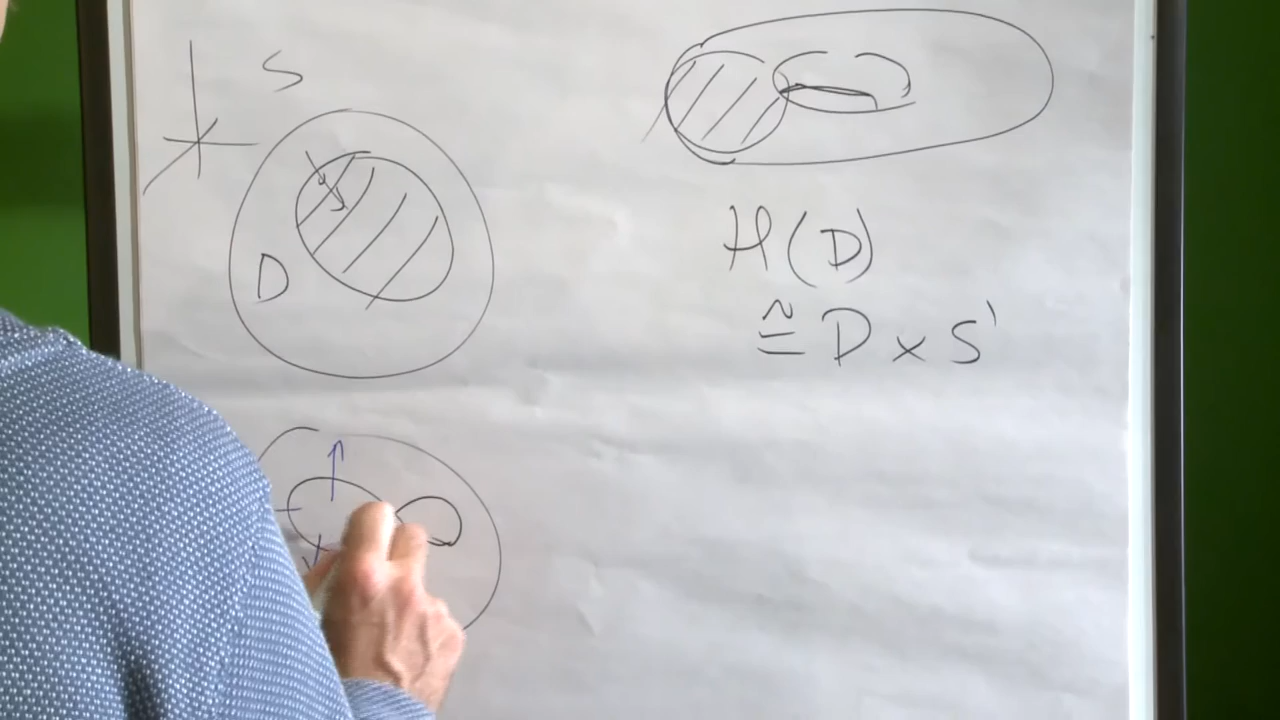 S
D
H(D)
≅ D × S¹